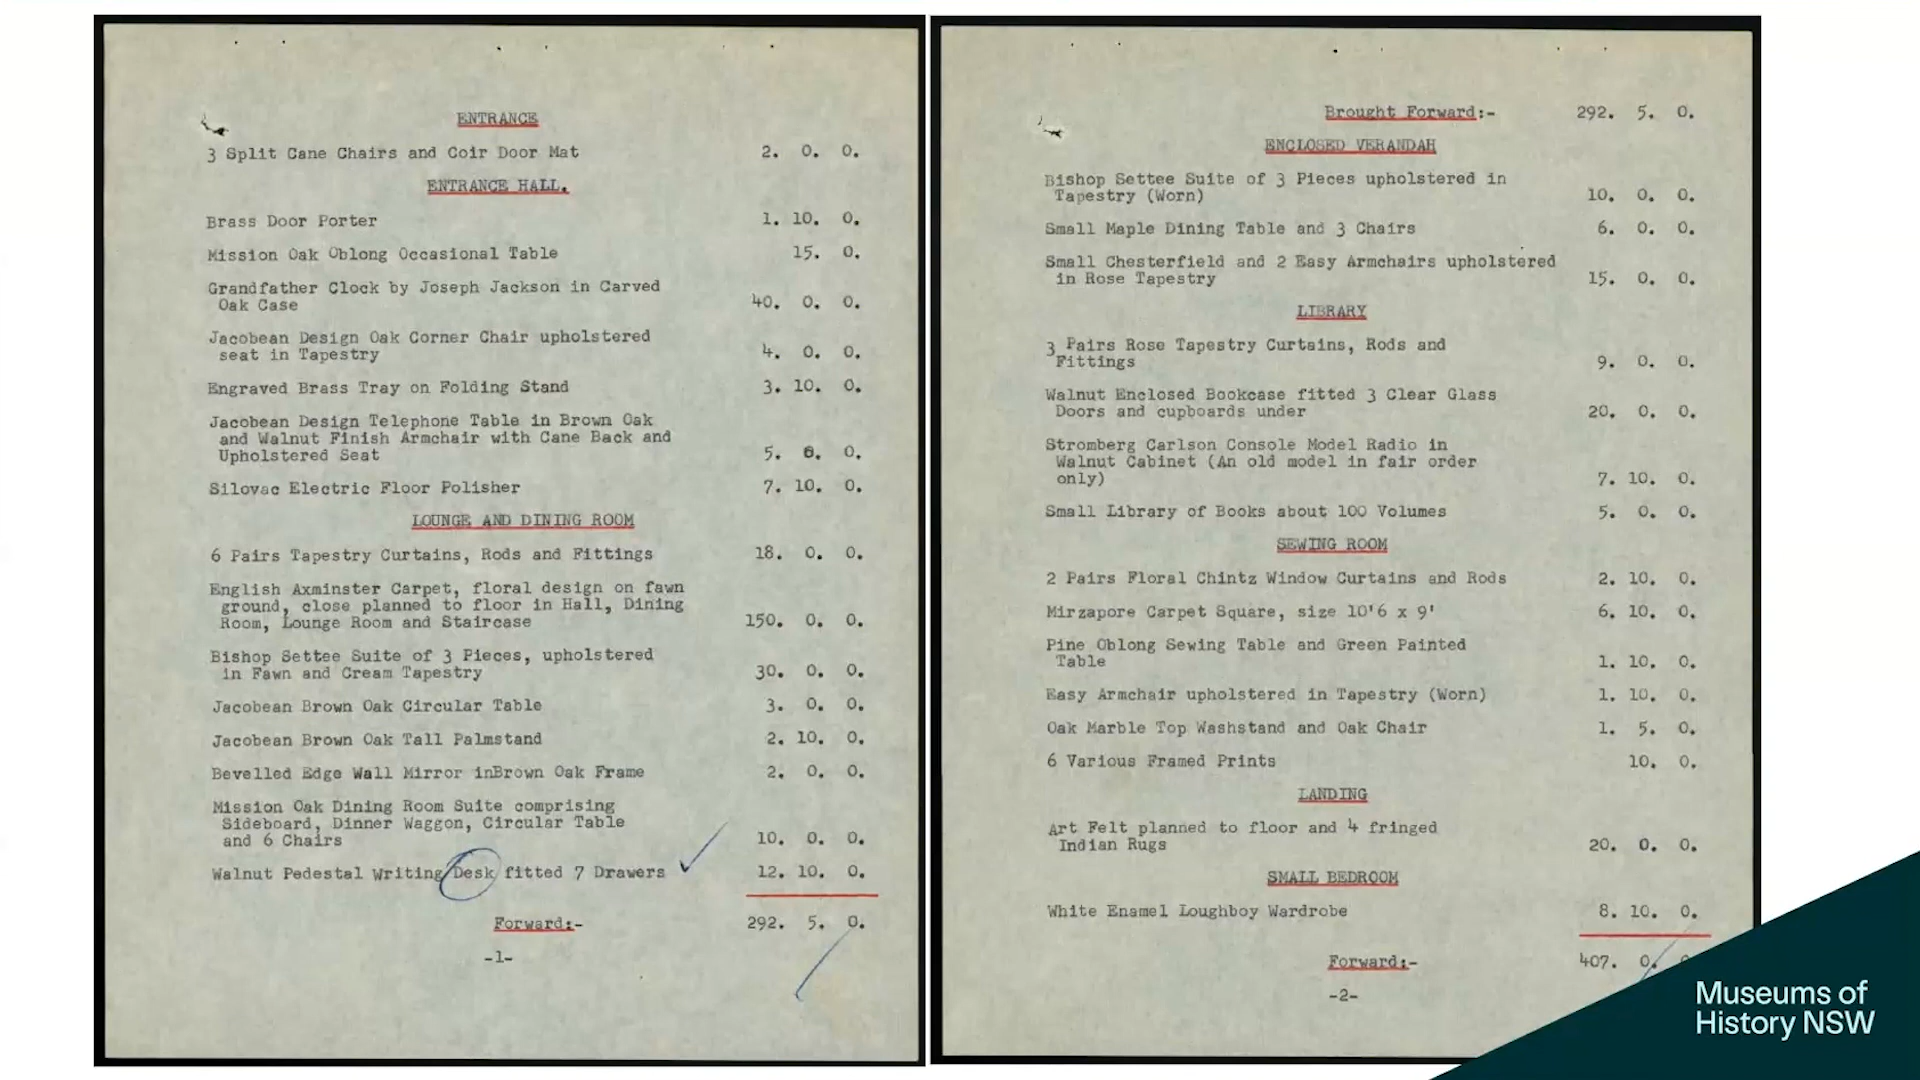 ENTRANCE
3 Split Cane Chairs and Coir Door Mat 2. 0. 0.
ENTRANCE HALL.
Brass Door Porter 1. 10. 0.
Mission Oak Oblong Occasional Table 15. 0.
Grandfather Clock by Joseph Jackson in Carved
Oak Case 40. 0. 0.
Jacobean Design Oak Corner Chair upholstered
seat in Tapestry 4. 0. 0.
Engraved Brass Tray on Folding Stand 3. 10. 0.
Jacobean Design Telephone Table in Brown Oak
and Walnut Finish Armchair with Cane Back and
Upholstered Seat 5. 0. 0.
Silovac Electric Floor Polisher 7. 10. 0.
LOUNGE AND DINING ROOM
6 Pairs Tapestry Curtains, Rods and Fittings 18. 0. 0.
English Axminster Carpet, floral design on fawn
ground, close planned to floor in Hall, Dining
Room, Lounge Room and Staircase 150. 0. 0.
Bishop Settee Suite of 3 Pieces, upholstered
in Fawn and Cream Tapestry 30. 0. 0.
Jacobean Brown Oak Circular Table 3. 0. 0.
Jacobean Brown Oak Tall Palmstand 2. 10. 0.
Bevelled Edge Wall Mirror inBrown Oak Frame 2. 0. 0.
Mission Oak Dining Room Suite comprising
Sideboard, Dinner Waggon, Circular Table
and 6 Chairs 10. 0. 0.
Walnut Pedestal Writing Desk fitted 7 Drawers 12. 10. 0.
Forward:- 292. 5. 0.
-1-
Brought Forward:- 292. 5. 0.
ENCLOSED VERANDAH
Bishop Settee Suite of 3 Pieces upholstered in
Tapestry (Worn) 10. 0. 0.
Small Maple Dining Table and 3 Chairs 6. 0. 0.
Small Chesterfield and 2 Easy Armchairs upholstered
in Rose Tapestry 15. 0. 0.
LIBRARY
3 Pairs Rose Tapestry Curtains, Rods and
Fittings 9. 0. 0.
Walnut Enclosed Bookcase fitted 3 Clear Glass
Doors and cupboards under 20. 0. 0.
Stromberg Carlson Console Model Radio in
Walnut Cabinet (An old model in fair order
only) 7. 10. 0.
Small Library of Books about 100 Volumes 5. 0. 0.
SEWING ROOM
2 Pairs Floral Chintz Window Curtains and Rods 2. 10. 0.
Mirzapore Carpet Square, size 10'6 x 9' 6. 10. 0.
Pine Oblong Sewing Table and Green Painted
Table 1. 10. 0.
Easy Armchair upholstered in Tapestry (Worn) 1. 10. 0.
Oak Marble Top Washstand and Oak Chair 1. 5. 0.
6 Various Framed Prints 10. 0.
LANDING
Art Felt planned to floor and 4 fringed
Indian Rugs 20. 0. 0.
SMALL BEDROOM
White Enamel Loughboy Wardrobe 8. 10. 0.
Forward:- 407. 0. 0
-2-
Museums of
History NSW